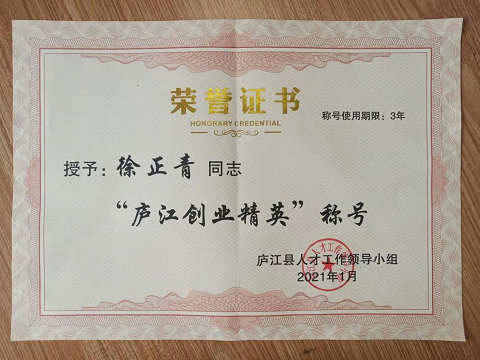 荣誉证书
HONORARY CREDENTIAL
称号使用期限：3年
授予：徐正青 同志
“庐江创业精英”称号
庐江县人才工作领导小组
2021年1月